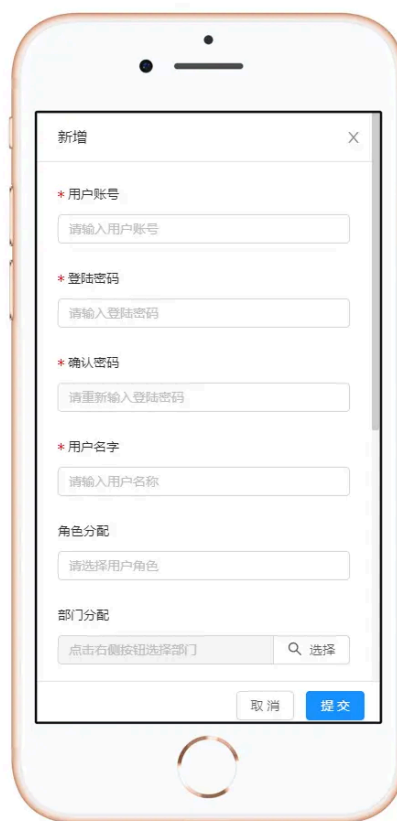 新增
* 用户账号
请输入用户账号
* 登陆密码
请输入登陆密码
* 确认密码
请重新输入登陆密码
* 用户名字
请输入用户名称
角色分配
请选择用户角色
部门分配
点击右侧按钮选择部门 选择
取 消 提 交